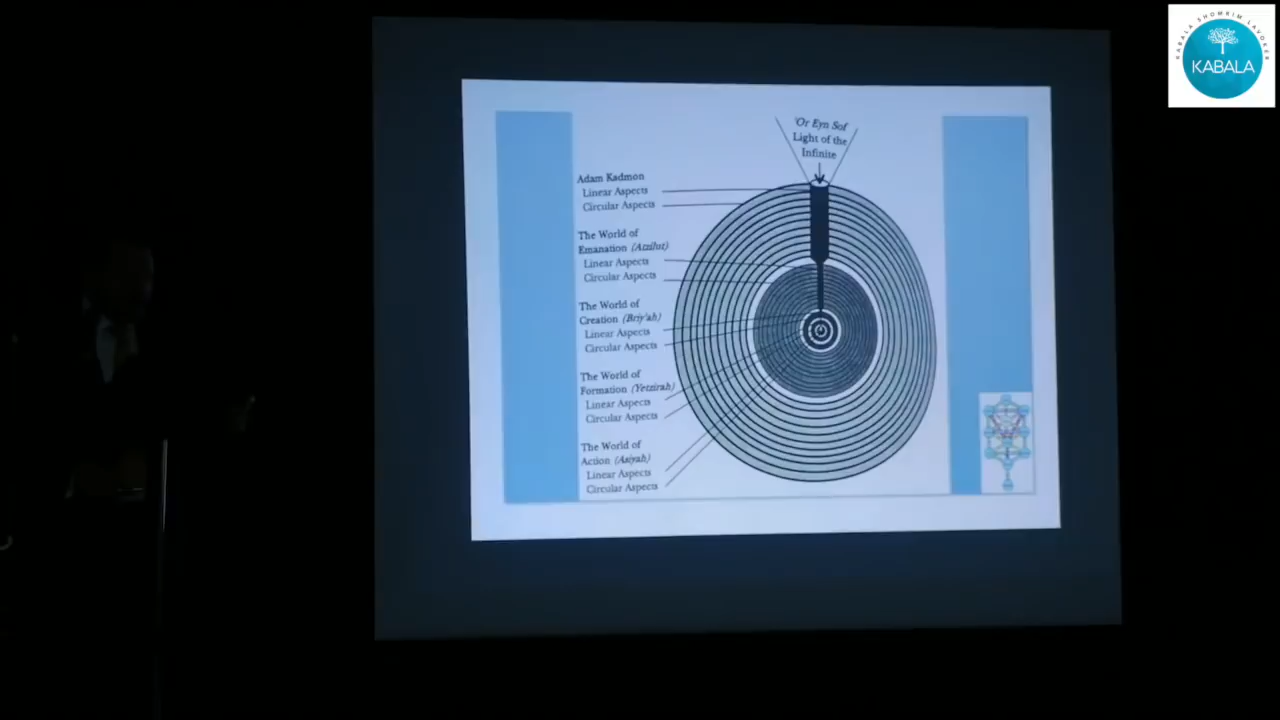 KABALA SHOMRIM LAVOKER
KABALA
'Or Eyn Sof
Light of the
Infinite
Adam Kadmon
Linear Aspects
Circular Aspects
The World of
Emanation (Atzilut)
Linear Aspects
Circular Aspects
The World of
Creation (Briy'ah)
Linear Aspects
Circular Aspects
The World of
Formation (Yetzirah)
Linear Aspects
Circular Aspects
The World of
Action (Asiyah)
Linear Aspects
Circular Aspects